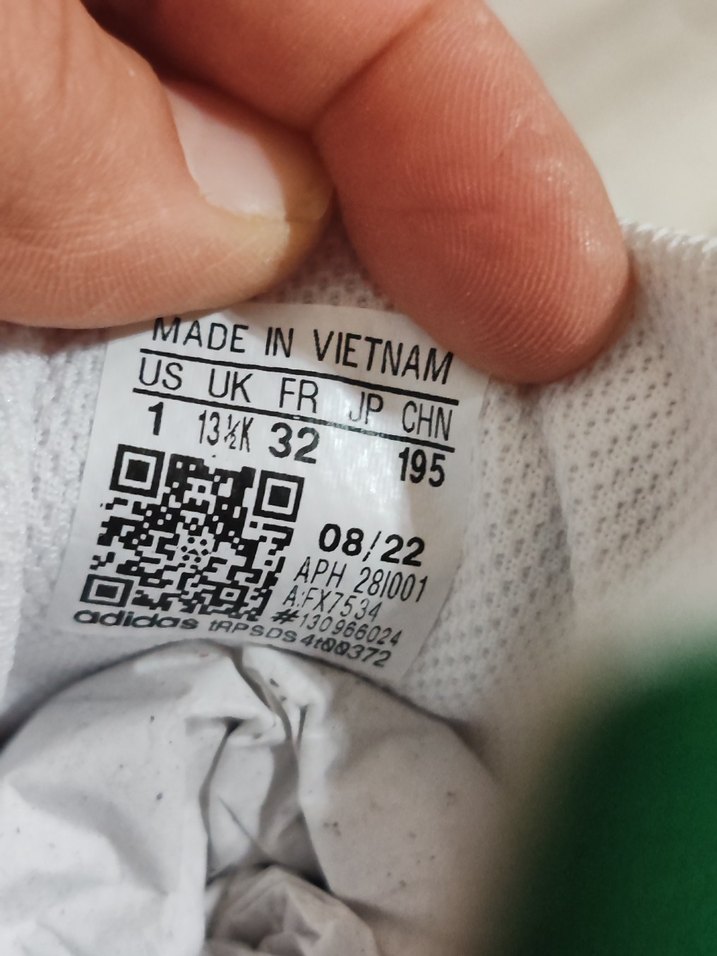 MADE IN VIETNAM
US UK FR JP CHN
1 13½K 32 195
08/22
APH 28I001
A:FX7534
#130966024
adidas tRPSDS4t00372